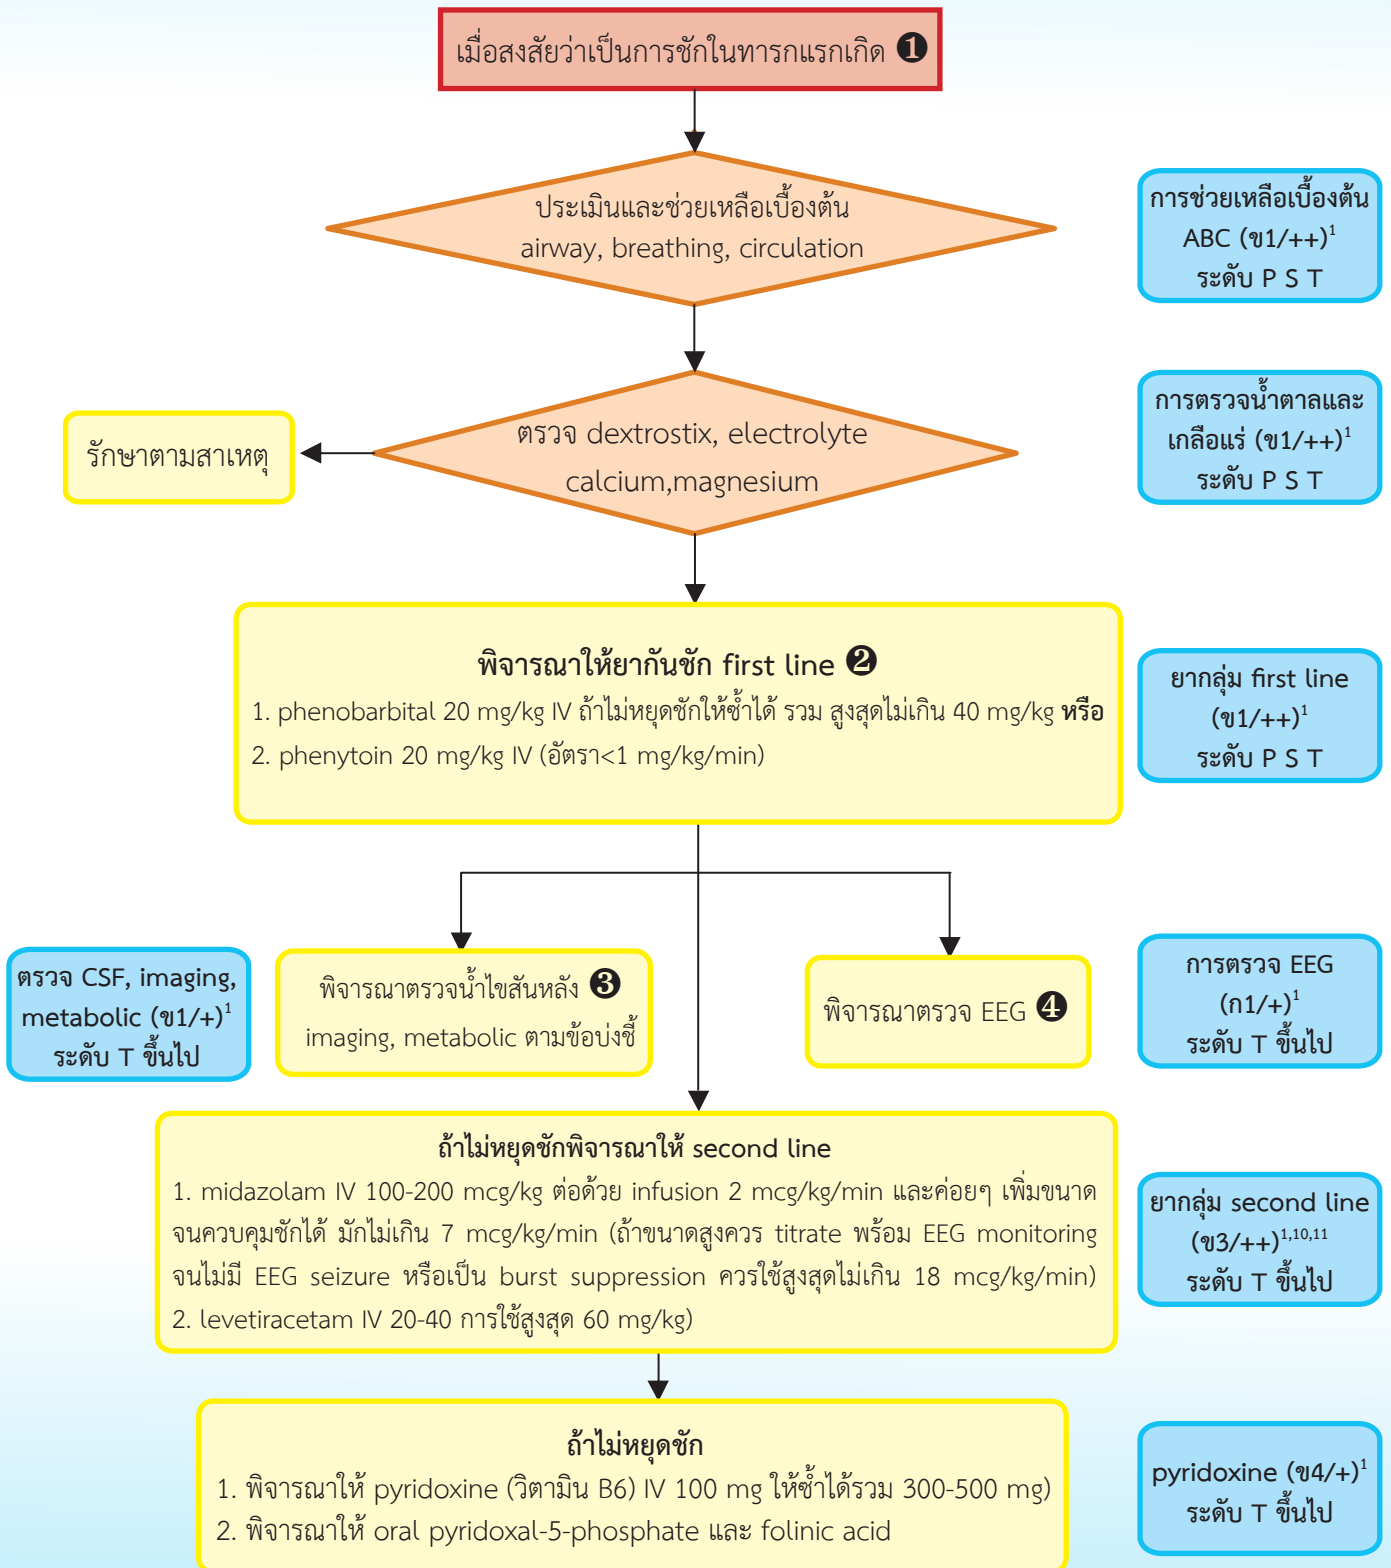 เมื่อสงสัยว่าเป็นการชักในทารกแรกเกิด ❶
ประเมินและช่วยเหลือเบื้องต้น
airway, breathing, circulation
การช่วยเหลือเบื้องต้น
ABC (ข1/++)¹
ระดับ P S T
ตรวจ dextrostix, electrolyte
calcium,magnesium
รักษาตามสาเหตุ
การตรวจน้ำตาลและ
เกลือแร่ (ข1/++)¹
ระดับ P S T
พิจารณาให้ยากันชัก first line ❷
1. phenobarbital 20 mg/kg IV ถ้าไม่หยุดชักให้ซ้ำได้ รวม สูงสุดไม่เกิน 40 mg/kg หรือ
2. phenytoin 20 mg/kg IV (อัตรา<1 mg/kg/min)
ยากลุ่ม first line
(ข1/++)¹
ระดับ P S T
ตรวจ CSF, imaging,
metabolic (ข1/+)¹
ระดับ T ขึ้นไป
พิจารณาตรวจน้ำไขสันหลัง ❸
imaging, metabolic ตามข้อบ่งชี้
พิจารณาตรวจ EEG ❹
การตรวจ EEG
(ก1/+)¹
ระดับ T ขึ้นไป
ถ้าไม่หยุดชักพิจารณาให้ second line
1. midazolam IV 100-200 mcg/kg ต่อด้วย infusion 2 mcg/kg/min และค่อยๆ เพิ่มขนาด
จนควบคุมชักได้ มักไม่เกิน 7 mcg/kg/min (ถ้าขนาดสูงควร titrate พร้อม EEG monitoring
จนไม่มี EEG seizure หรือเป็น burst suppression ควรใช้สูงสุดไม่เกิน 18 mcg/kg/min)
2. levetiracetam IV 20-40 การใช้สูงสุด 60 mg/kg)
ยากลุ่ม second line
(ข3/++)¹,¹⁰,¹¹
ระดับ T ขึ้นไป
ถ้าไม่หยุดชัก
1. พิจารณาให้ pyridoxine (วิตามิน B6) IV 100 mg ให้ซ้ำได้รวม 300-500 mg)
2. พิจารณาให้ oral pyridoxal-5-phosphate และ folinic acid
pyridoxine (ข4/+)¹
ระดับ T ขึ้นไป